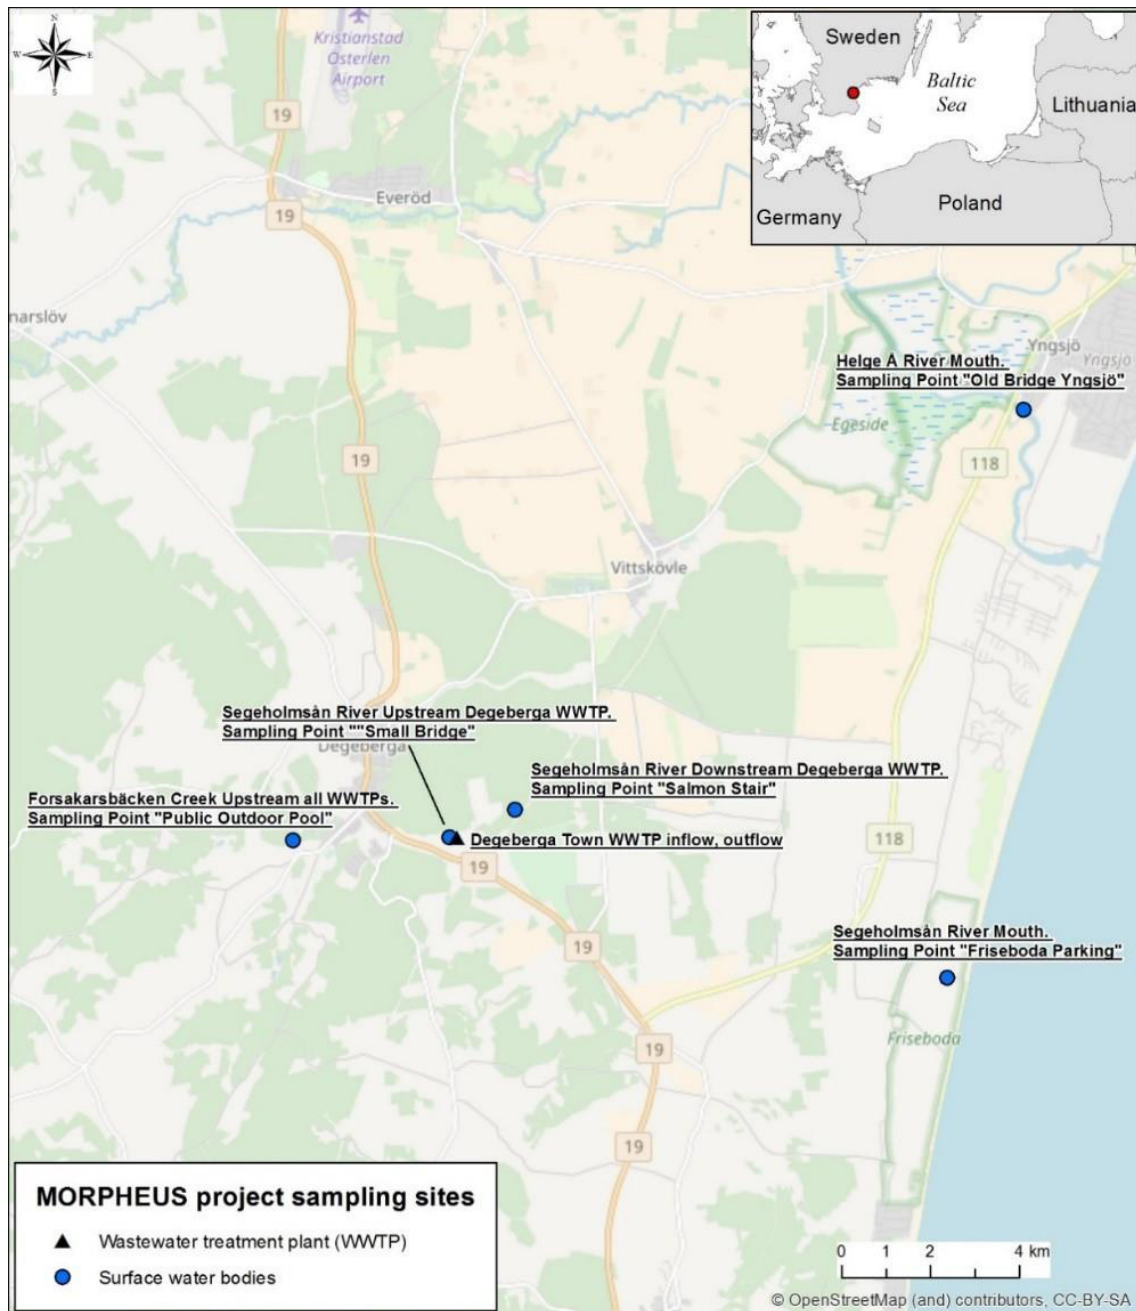 N
W E
S
Kristianstad
Österlen
Airport
19
Everöd
19
narslöv
19
Sweden
Baltic
Sea
Lithuania
Germany
Poland
Helge A River Mouth.
Sampling Point "Old Bridge Yngsjö"
Yngsjö
Yngsjö
Egeside
118
Vittskövle
Segeholmsån River Upstream Degeberga WWTP.
Sampling Point ""Small Bridge"
Degeberga
Segeholmsån River Downstream Degeberga WWTP.
Sampling Point "Salmon Stair"
Forsakarsbäcken Creek Upstream all WWTPs.
Sampling Point "Public Outdoor Pool"
Degeberga Town WWTP inflow, outflow
19
118
19
Segeholmsån River Mouth.
Sampling Point "Friseboda Parking"
Friseboda
19
19
MORPHEUS project sampling sites
Wastewater treatment plant (WWTP)
Surface water bodies
0 1 2 4 km
© OpenStreetMap (and) contributors, CC-BY-SA